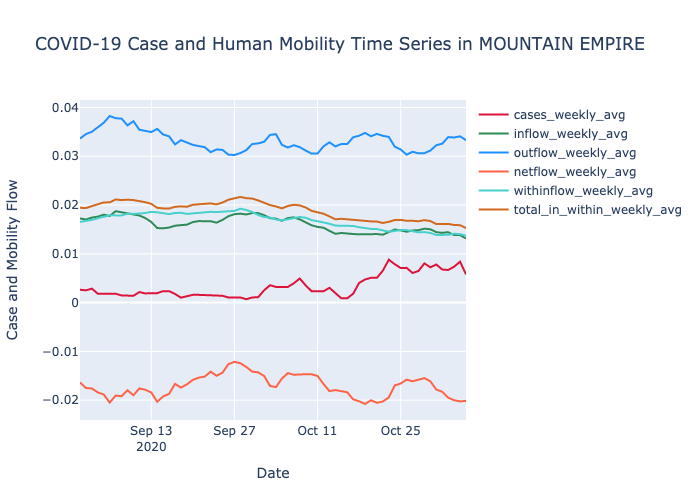 COVID-19 Case and Human Mobility Time Series in MOUNTAIN EMPIRE
0.04
0.03
0.02
0.01
0
−0.01
−0.02
Case and Mobility Flow
Sep 13
2020
Sep 27
Oct 11
Oct 25
Date
cases_weekly_avg
inflow_weekly_avg
outflow_weekly_avg
netflow_weekly_avg
withinflow_weekly_avg
total_in_within_weekly_avg